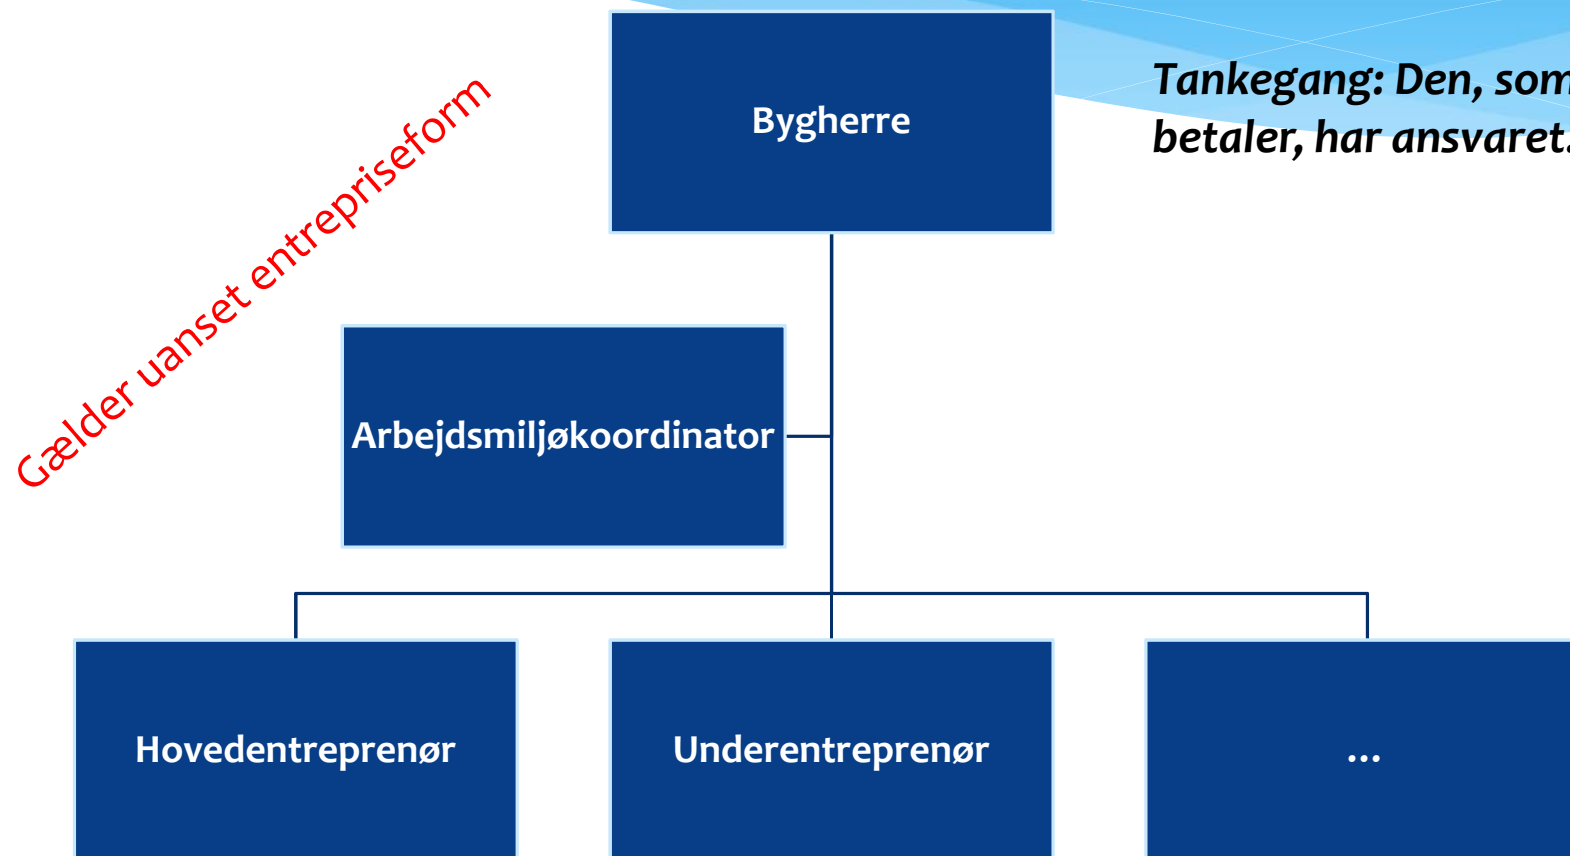 Bygherre
Tankegang: Den, som
betaler, har ansvaret.
Gælder uanset entrepriseform
Arbejdsmiljøkoordinator
Hovedentreprenør
Underentreprenør
...